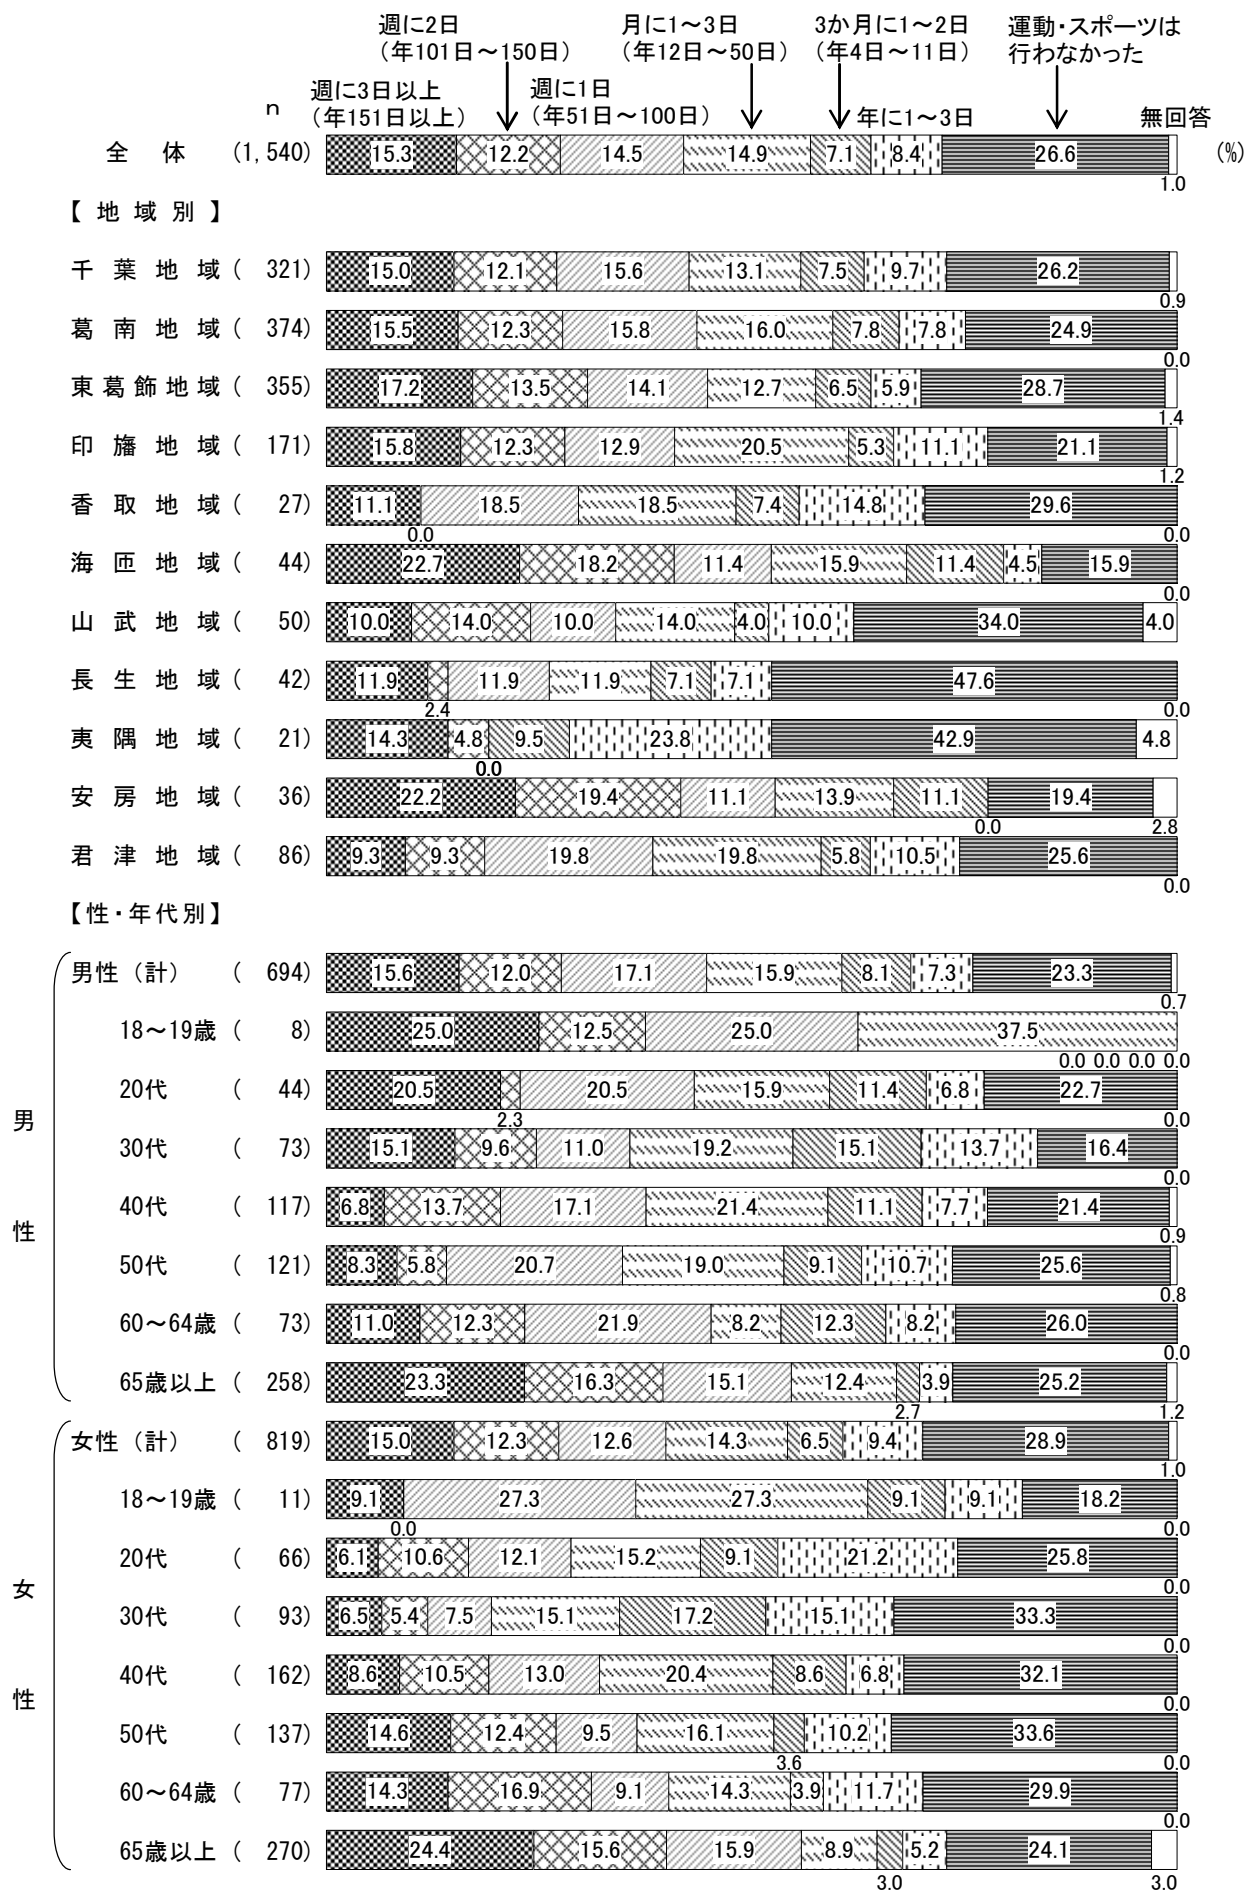 週に2日
（年101日～150日）
月に1～3日
（年12日～50日）
3か月に1～2日
（年4日～11日）
運動・スポーツは
行わなかった
週に3日以上
（年151日以上）
週に1日
（年51日～100日）
年に1～3日
無回答
n
全体 (1,540) 15.3 12.2 14.5 14.9 7.1 8.4 26.6 1.0 (%)
【地域別】
千葉地域 ( 321) 15.0 12.1 15.6 13.1 7.5 9.7 26.2 0.9
葛南地域 ( 374) 15.5 12.3 15.8 16.0 7.8 7.8 24.9 0.0
東葛飾地域 ( 355) 17.2 13.5 14.1 12.7 6.5 5.9 28.7 1.4
印旛地域 ( 171) 15.8 12.3 12.9 20.5 5.3 11.1 21.1 1.2
香取地域 ( 27) 11.1 0.0 18.5 18.5 7.4 14.8 29.6 0.0
海匝地域 ( 44) 22.7 18.2 11.4 15.9 11.4 4.5 15.9 0.0
山武地域 ( 50) 10.0 14.0 10.0 14.0 4.0 10.0 34.0 4.0
長生地域 ( 42) 11.9 2.4 11.9 11.9 7.1 7.1 47.6 0.0
夷隅地域 ( 21) 14.3 4.8 0.0 9.5 23.8 42.9 4.8
安房地域 ( 36) 22.2 19.4 11.1 13.9 11.1 0.0 19.4 2.8
君津地域 ( 86) 9.3 9.3 19.8 19.8 5.8 10.5 25.6 0.0
【性・年代別】
男性
男性（計） ( 694) 15.6 12.0 17.1 15.9 8.1 7.3 23.3 0.7
18～19歳 ( 8) 25.0 12.5 25.0 37.5 0.0 0.0 0.0 0.0
20代 ( 44) 20.5 2.3 20.5 15.9 11.4 6.8 22.7 0.0
30代 ( 73) 15.1 9.6 11.0 19.2 15.1 13.7 16.4 0.0
40代 ( 117) 6.8 13.7 17.1 21.4 11.1 7.7 21.4 0.9
50代 ( 121) 8.3 5.8 20.7 19.0 9.1 10.7 25.6 0.8
60～64歳 ( 73) 11.0 12.3 21.9 8.2 12.3 8.2 26.0 0.0
65歳以上 ( 258) 23.3 16.3 15.1 12.4 2.7 3.9 25.2 1.2
女性
女性（計） ( 819) 15.0 12.3 12.6 14.3 6.5 9.4 28.9 1.0
18～19歳 ( 11) 9.1 0.0 27.3 27.3 9.1 9.1 18.2 0.0
20代 ( 66) 6.1 10.6 12.1 15.2 9.1 21.2 25.8 0.0
30代 ( 93) 6.5 5.4 7.5 15.1 17.2 15.1 33.3 0.0
40代 ( 162) 8.6 10.5 13.0 20.4 8.6 6.8 32.1 0.0
50代 ( 137) 14.6 12.4 9.5 16.1 3.6 10.2 33.6 0.0
60～64歳 ( 77) 14.3 16.9 9.1 14.3 3.9 11.7 29.9 0.0
65歳以上 ( 270) 24.4 15.6 15.9 8.9 3.0 5.2 24.1 3.0